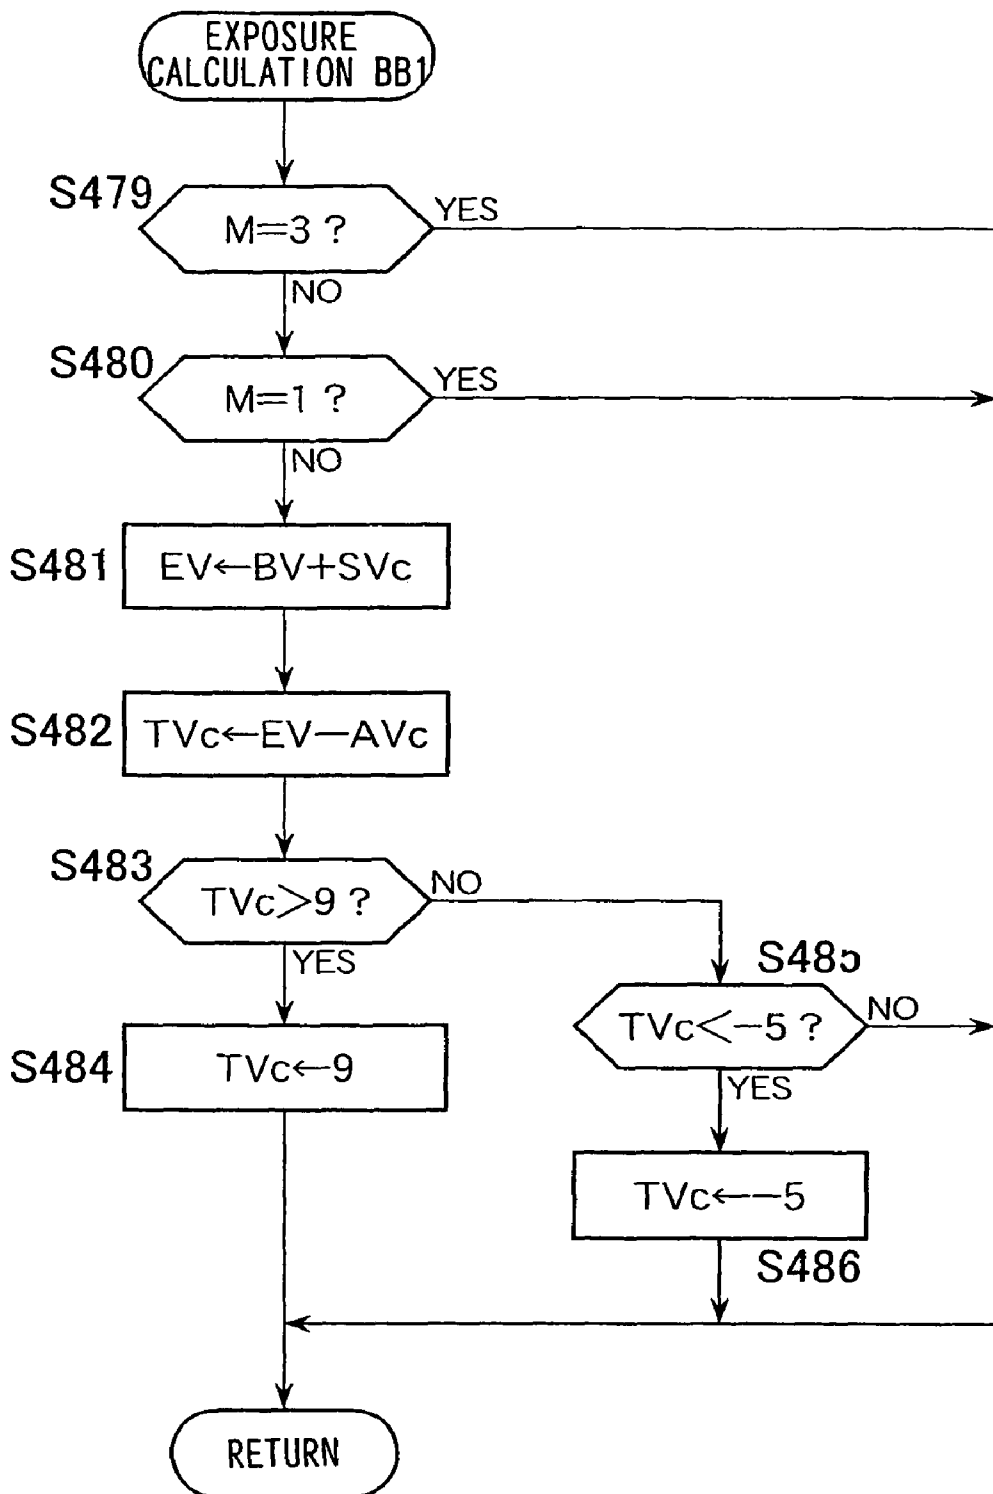 EXPOSURE
CALCULATION BB1
S479
M=3 ?
YES
NO
S480
M=1 ?
YES
NO
S481
EV←BV+SVc
S482
TVc←EV−AVc
S483
TVc>9 ?
NO
YES
S485
TVc<−5 ?
NO
S484
TVc←9
YES
TVc←−5
S486
RETURN